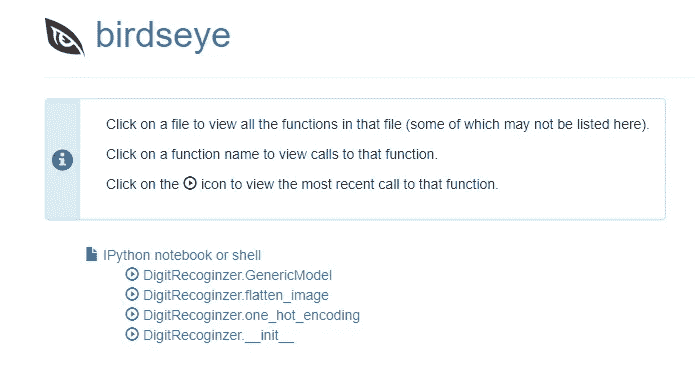 birdseye
Click on a file to view all the functions in that file (some of which may not be listed here).
Click on a function name to view calls to that function.
Click on the icon to view the most recent call to that function.
IPython notebook or shell
DigitRecoginzer.GenericModel
DigitRecoginzer.flatten_image
DigitRecoginzer.one_hot_encoding
DigitRecoginzer.__init__